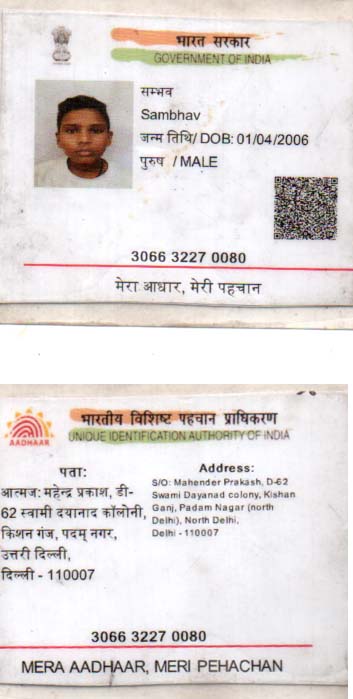 भारत सरकार
GOVERNMENT OF INDIA
सम्भव
Sambhav
जन्म तिथि/ DOB: 01/04/2006
पुरुष / MALE
3066 3227 0080
मेरा आधार, मेरी पहचान
भारतीय विशिष्ट पहचान प्राधिकरण
UNIQUE IDENTIFICATION AUTHORITY OF INDIA
AADHAAR
पता:
आत्मज: महेन्द्र प्रकाश, डी-
62 स्वामी दयानाद कॉलोनी,
किशन गंज, पदम् नगर,
उत्तरी दिल्ली,
दिल्ली - 110007
Address:
S/O: Mahender Prakash, D-62
Swami Dayanad colony, Kishan
Ganj, Padam Nagar (north
Delhi), North Delhi,
Delhi - 110007
3066 3227 0080
MERA AADHAAR, MERI PEHACHAN